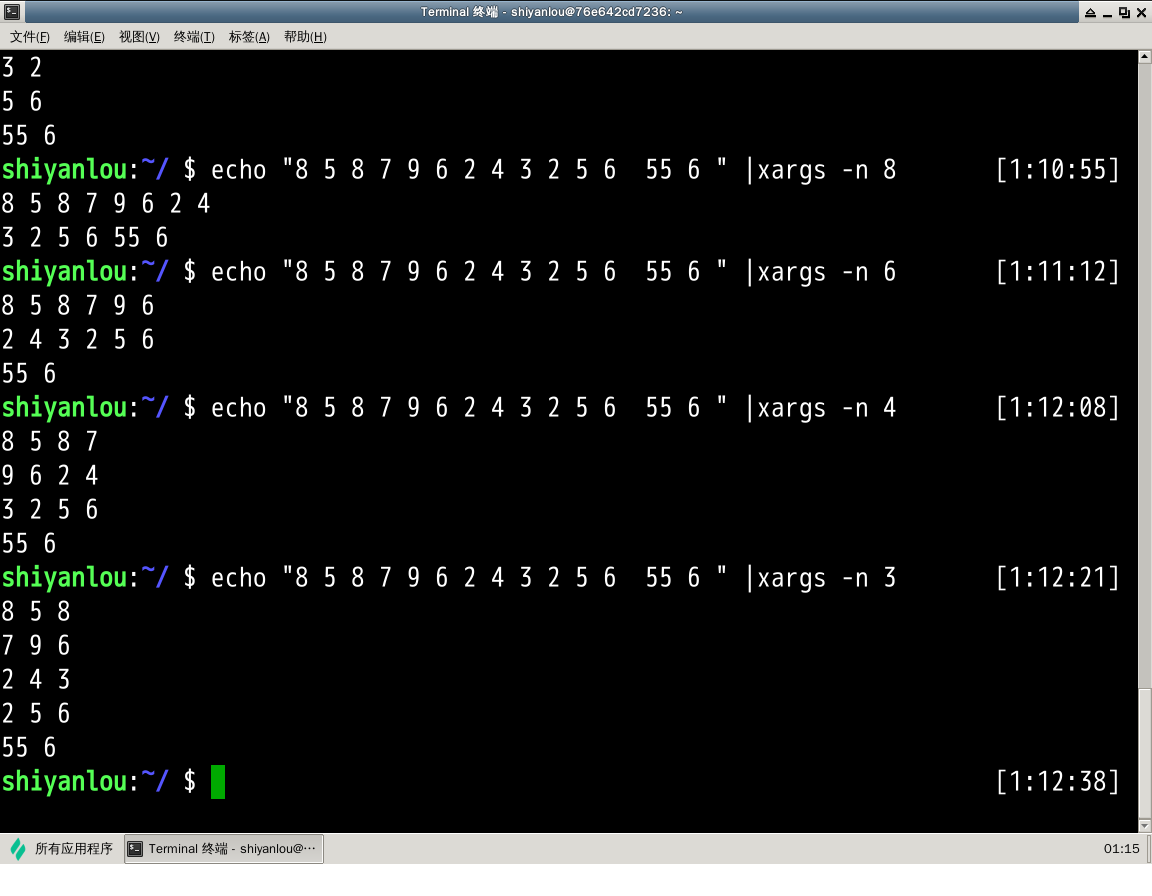 Terminal 终端 - shiyanlou@76e642cd7236: ~
文件(F) 编辑(E) 视图(V) 终端(T) 标签(A) 帮助(H)
3 2
5 6
55 6
shiyanlou:~/ $ echo "8 5 8 7 9 6 2 4 3 2 5 6  55 6 " |xargs -n 8 [1:10:55]
8 5 8 7 9 6 2 4
3 2 5 6 55 6
shiyanlou:~/ $ echo "8 5 8 7 9 6 2 4 3 2 5 6  55 6 " |xargs -n 6 [1:11:12]
8 5 8 7 9 6
2 4 3 2 5 6
55 6
shiyanlou:~/ $ echo "8 5 8 7 9 6 2 4 3 2 5 6  55 6 " |xargs -n 4 [1:12:08]
8 5 8 7
9 6 2 4
3 2 5 6
55 6
shiyanlou:~/ $ echo "8 5 8 7 9 6 2 4 3 2 5 6  55 6 " |xargs -n 3 [1:12:21]
8 5 8
7 9 6
2 4 3
2 5 6
55 6
shiyanlou:~/ $ [1:12:38]
所有应用程序 Terminal 终端 - shiyanlou@··· 01:15